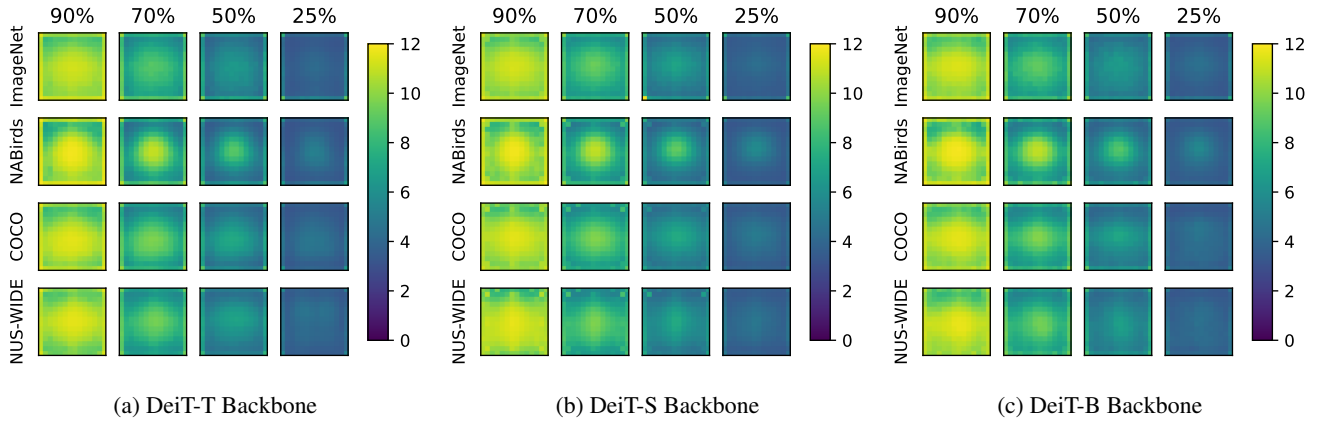 90% 70% 50% 25%
ImageNet
NABirds
COCO
NUS-WIDE
12
10
8
6
4
2
0
(a) DeiT-T Backbone
90% 70% 50% 25%
ImageNet
NABirds
COCO
NUS-WIDE
12
10
8
6
4
2
0
(b) DeiT-S Backbone
90% 70% 50% 25%
ImageNet
NABirds
COCO
NUS-WIDE
12
10
8
6
4
2
0
(c) DeiT-B Backbone